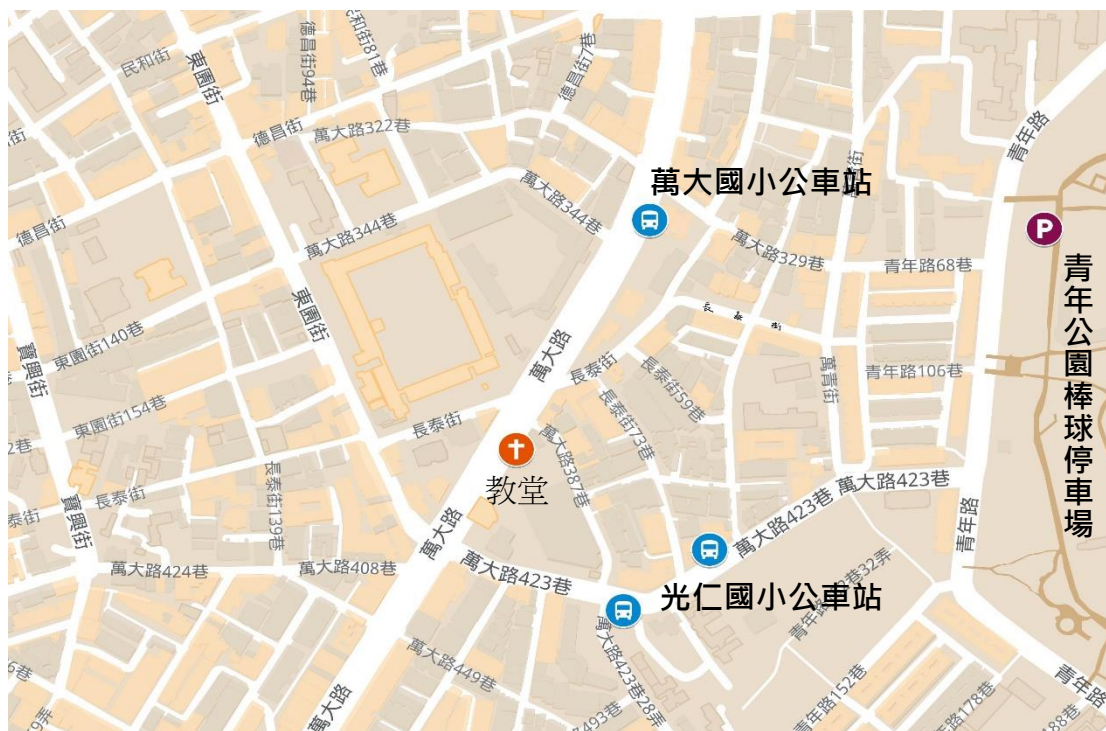 民和街
東園街
德昌街94巷
民和街81巷
德昌街
萬大路322巷
德昌街7巷
青年路
萬大國小公車站
萬大路344巷
德昌街
萬大路344巷
萬大路329巷
青年路68巷
P
青年公園棒球停車場
東園街
東園街140巷
寶興街
萬大路
長泰街
長泰街
長泰街59巷
萬青街
青年路106巷
東園街154巷
長泰街
長泰街73巷
教堂
萬大路387巷
萬大路423巷
萬大路423巷
長泰街
長泰街139巷
寶興街
萬大路
青年路
萬大路424巷
萬大路408巷
萬大路423巷
光仁國小公車站
萬大路449巷
萬大路423巷28弄
萬大路
493巷
青年路152巷
青年路